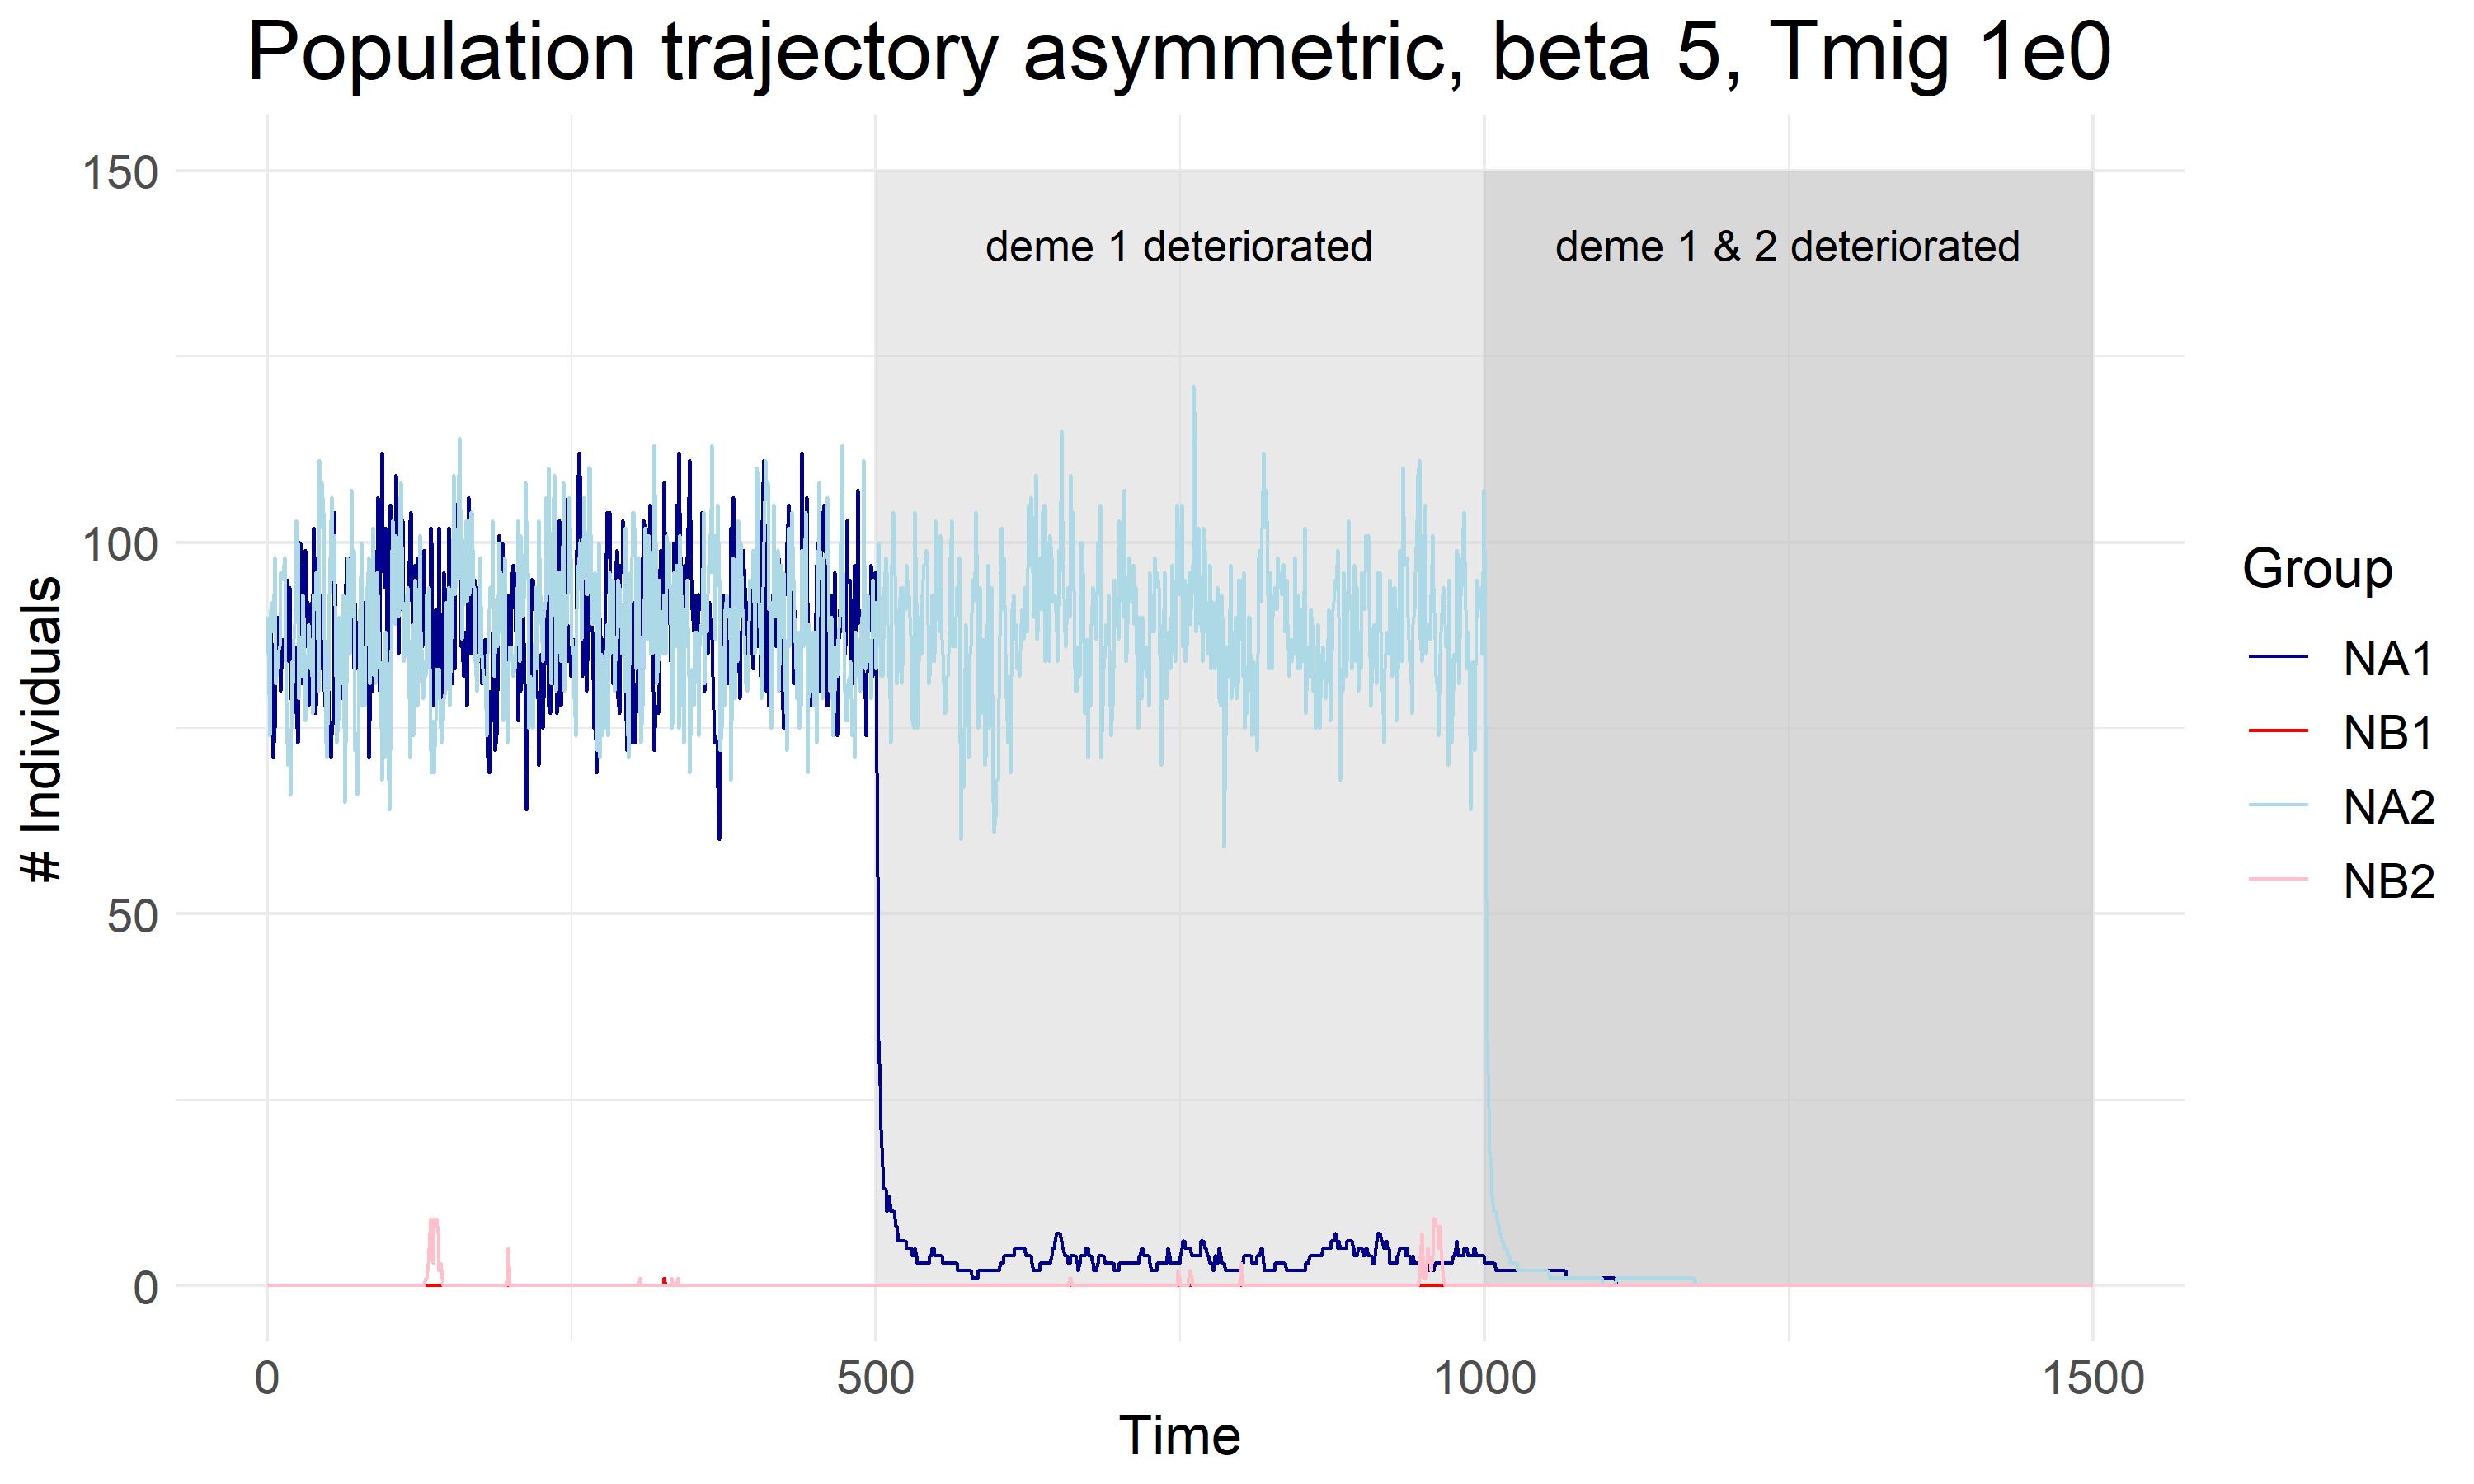 Population trajectory asymmetric, beta 5, Tmig 1e0
150
100
50
0
# Individuals
deme 1 deteriorated
deme 1 & 2 deteriorated
0
500
1000
1500
Time
Group
NA1
NB1
NA2
NB2